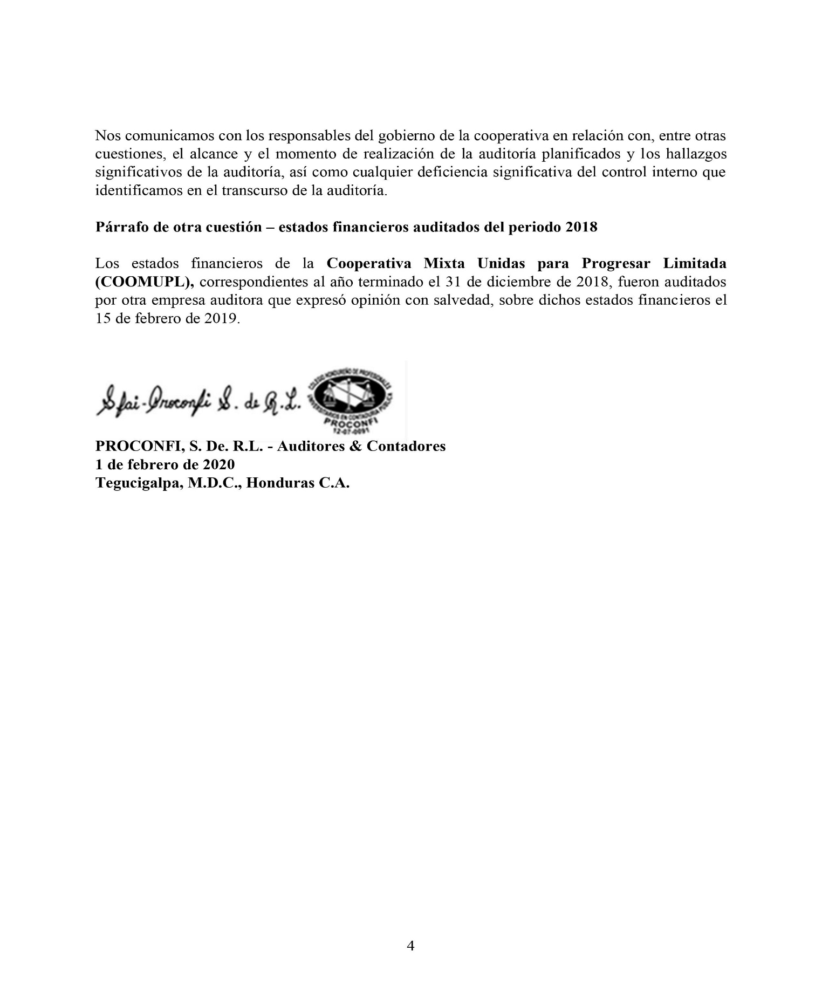 Nos comunicamos con los responsables del gobierno de la cooperativa en relación con, entre otras
cuestiones, el alcance y el momento de realización de la auditoría planificados y los hallazgos
significativos de la auditoría, así como cualquier deficiencia significativa del control interno que
identificamos en el transcurso de la auditoría.
Párrafo de otra cuestión – estados financieros auditados del periodo 2018
Los estados financieros de la Cooperativa Mixta Unidas para Progresar Limitada
(COOMUPL), correspondientes al año terminado el 31 de diciembre de 2018, fueron auditados
por otra empresa auditora que expresó opinión con salvedad, sobre dichos estados financieros el
15 de febrero de 2019.
Sfai-Proconfi S. de R.L.
COLEGIO HONDUREÑO DE PROFESIONALES
UNIVERSITARIOS EN CONTADURIA PÚBLICA
PROCONFI
12-07-0091
PROCONFI, S. De. R.L. - Auditores & Contadores
1 de febrero de 2020
Tegucigalpa, M.D.C., Honduras C.A.
4